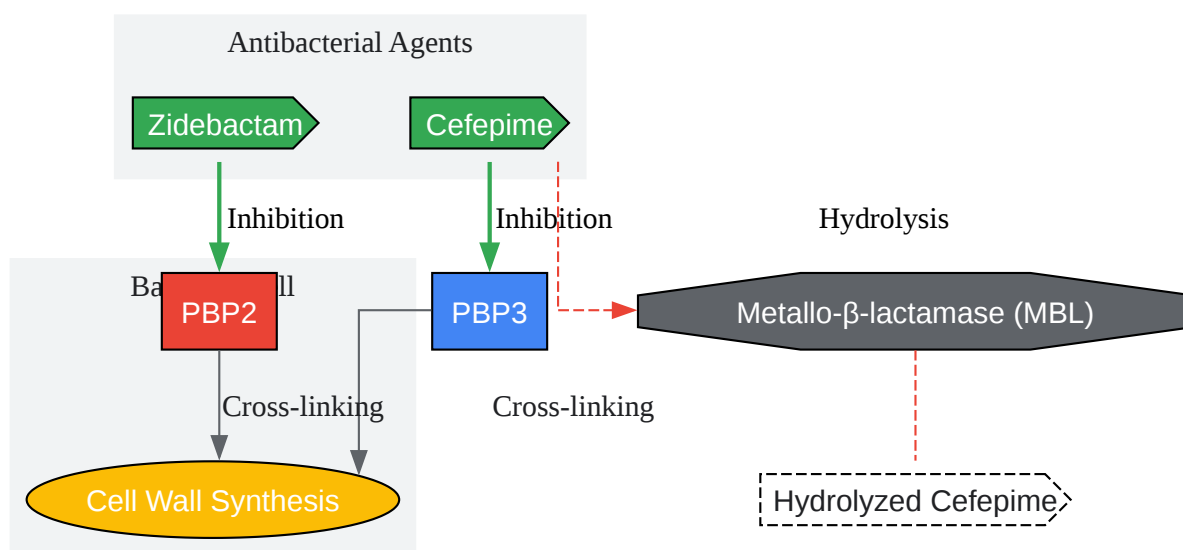 Antibacterial Agents
Zidebactam
Cefepime
Inhibition
Inhibition
Hydrolysis
PBP2
PBP3
Metallo-β-lactamase (MBL)
Cross-linking
Cross-linking
Cell Wall Synthesis
Hydrolyzed Cefepime